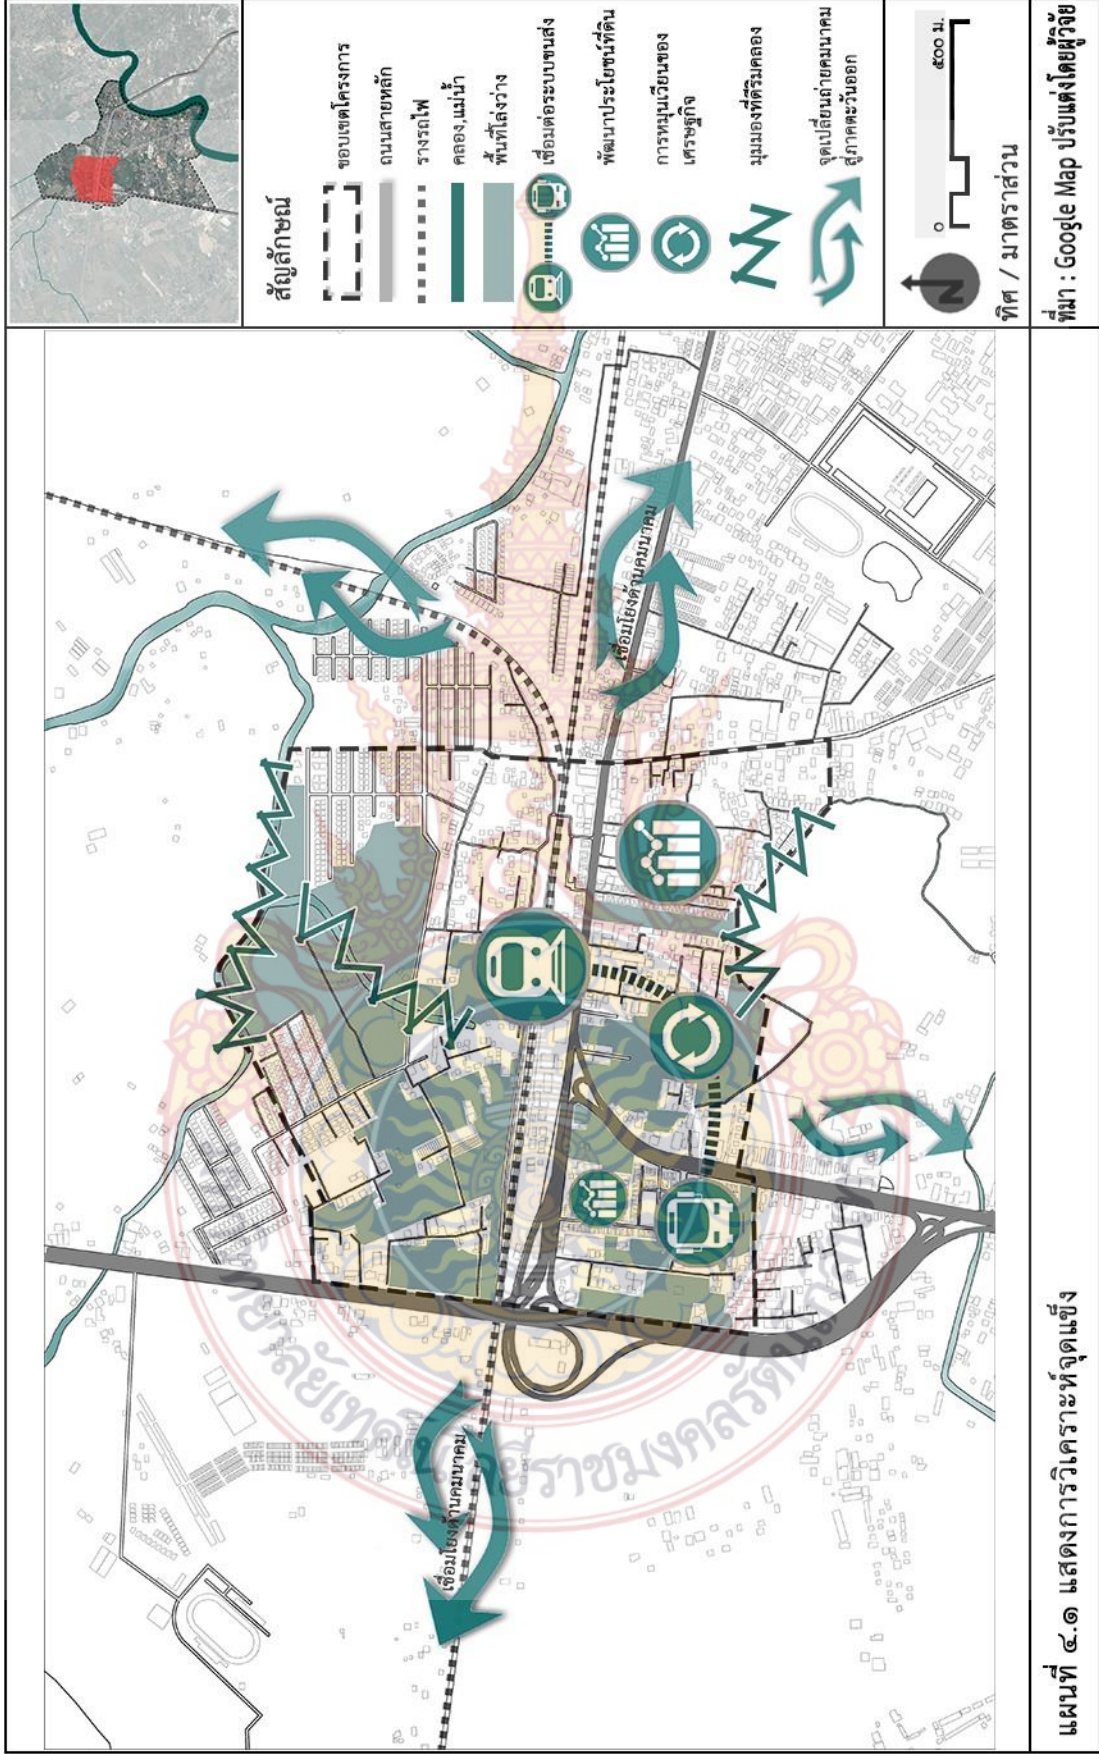 สัญลักษณ์
ขอบเขตโครงการ
ถนนสายหลัก
รางรถไฟ
คลอง,แม่น้ำ
พื้นที่โล่งว่าง
เชื่อมต่อระบบขนส่ง
พัฒนาประโยชน์ที่ดิน
การหมุนเวียนของ
เศรษฐกิจ
มุมมองที่ดีริมคลอง
จุดเปลี่ยนถ่ายคมนาคม
สู่ภาคตะวันออก
N
๐ ๕๐๐ ม.
ทิศ / มาตราส่วน
ที่มา : Google Map ปรับแต่งโดยผู้วิจัย
เชื่อมโยงด้านคมนาคม
เชื่อมโยงด้านคมนาคม
แผนที่ ๔.๑ แสดงการวิเคราะห์จุดแข็ง